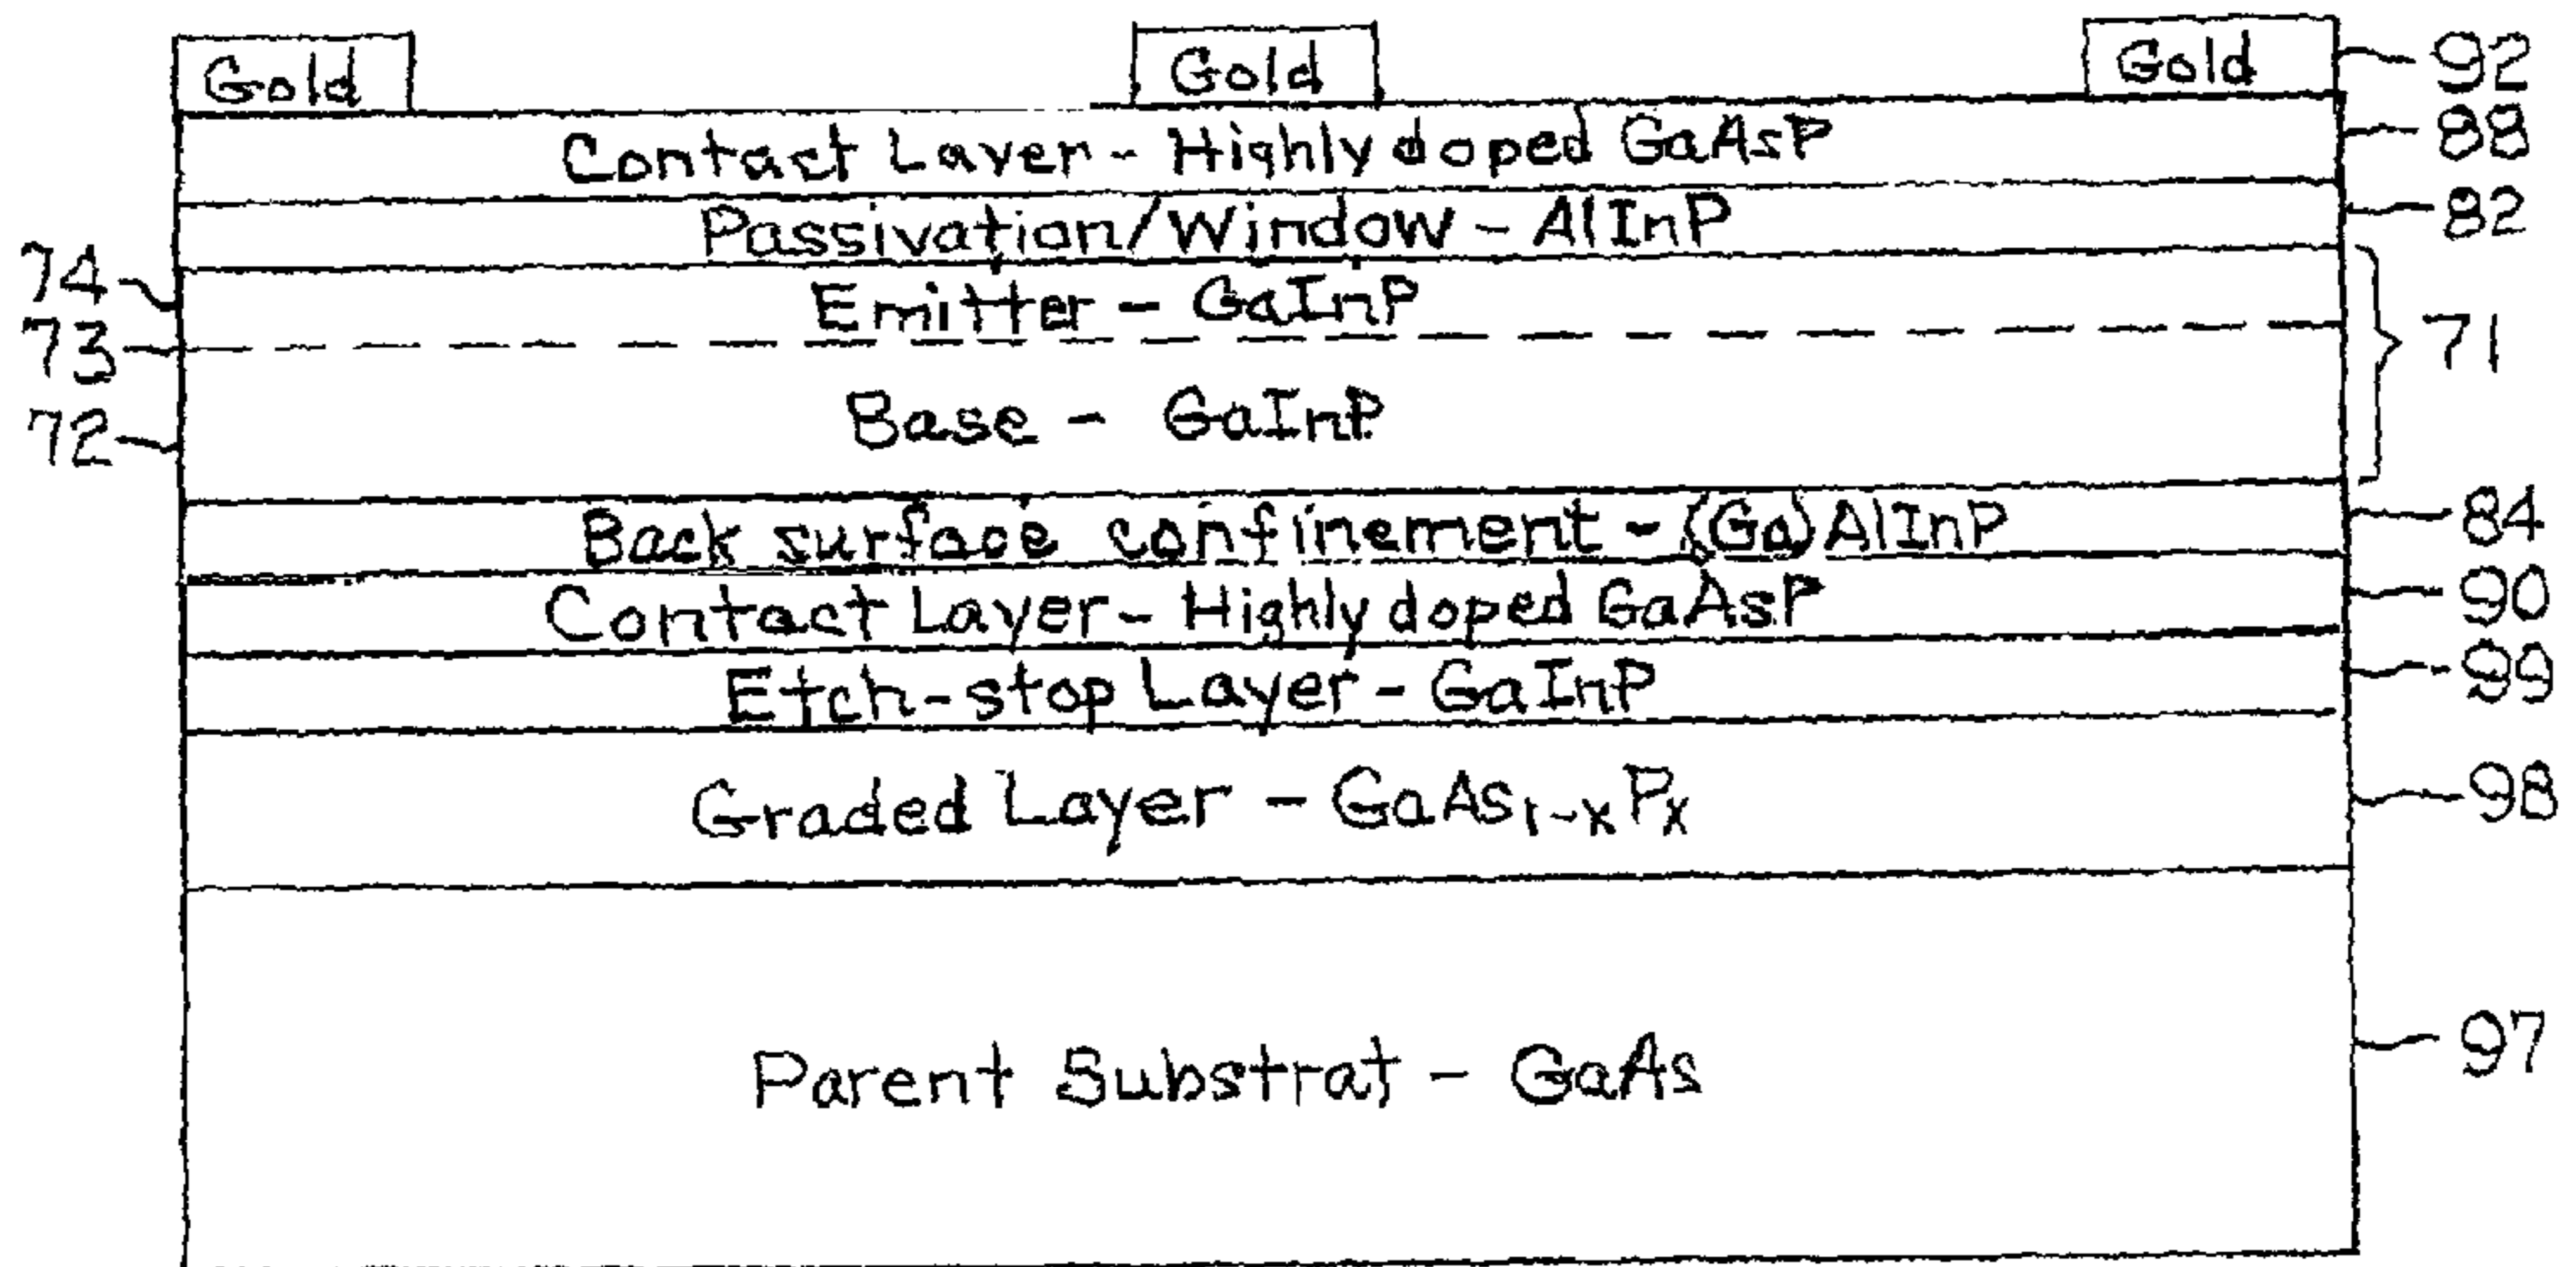 Gold Gold Gold 92
Contact Layer - Highly doped GaAsP 88
Passivation/Window - AlInP 82
74 Emitter - GaInP
73 71
72 Base - GaInP
Back surface confinement - (Ga)AlInP 84
Contact Layer - Highly doped GaAsP 90
Etch-stop Layer - GaInP 99
Graded Layer - GaAs1-xPx 98
Parent Substrat - GaAs 97